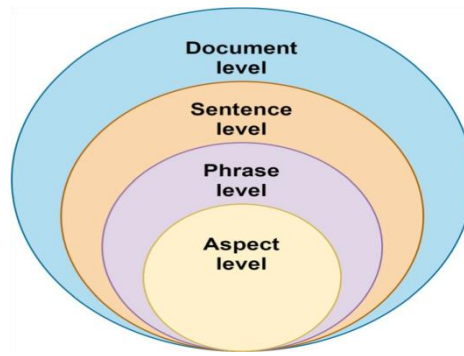 Document
level
Sentence
level
Phrase
level
Aspect
level